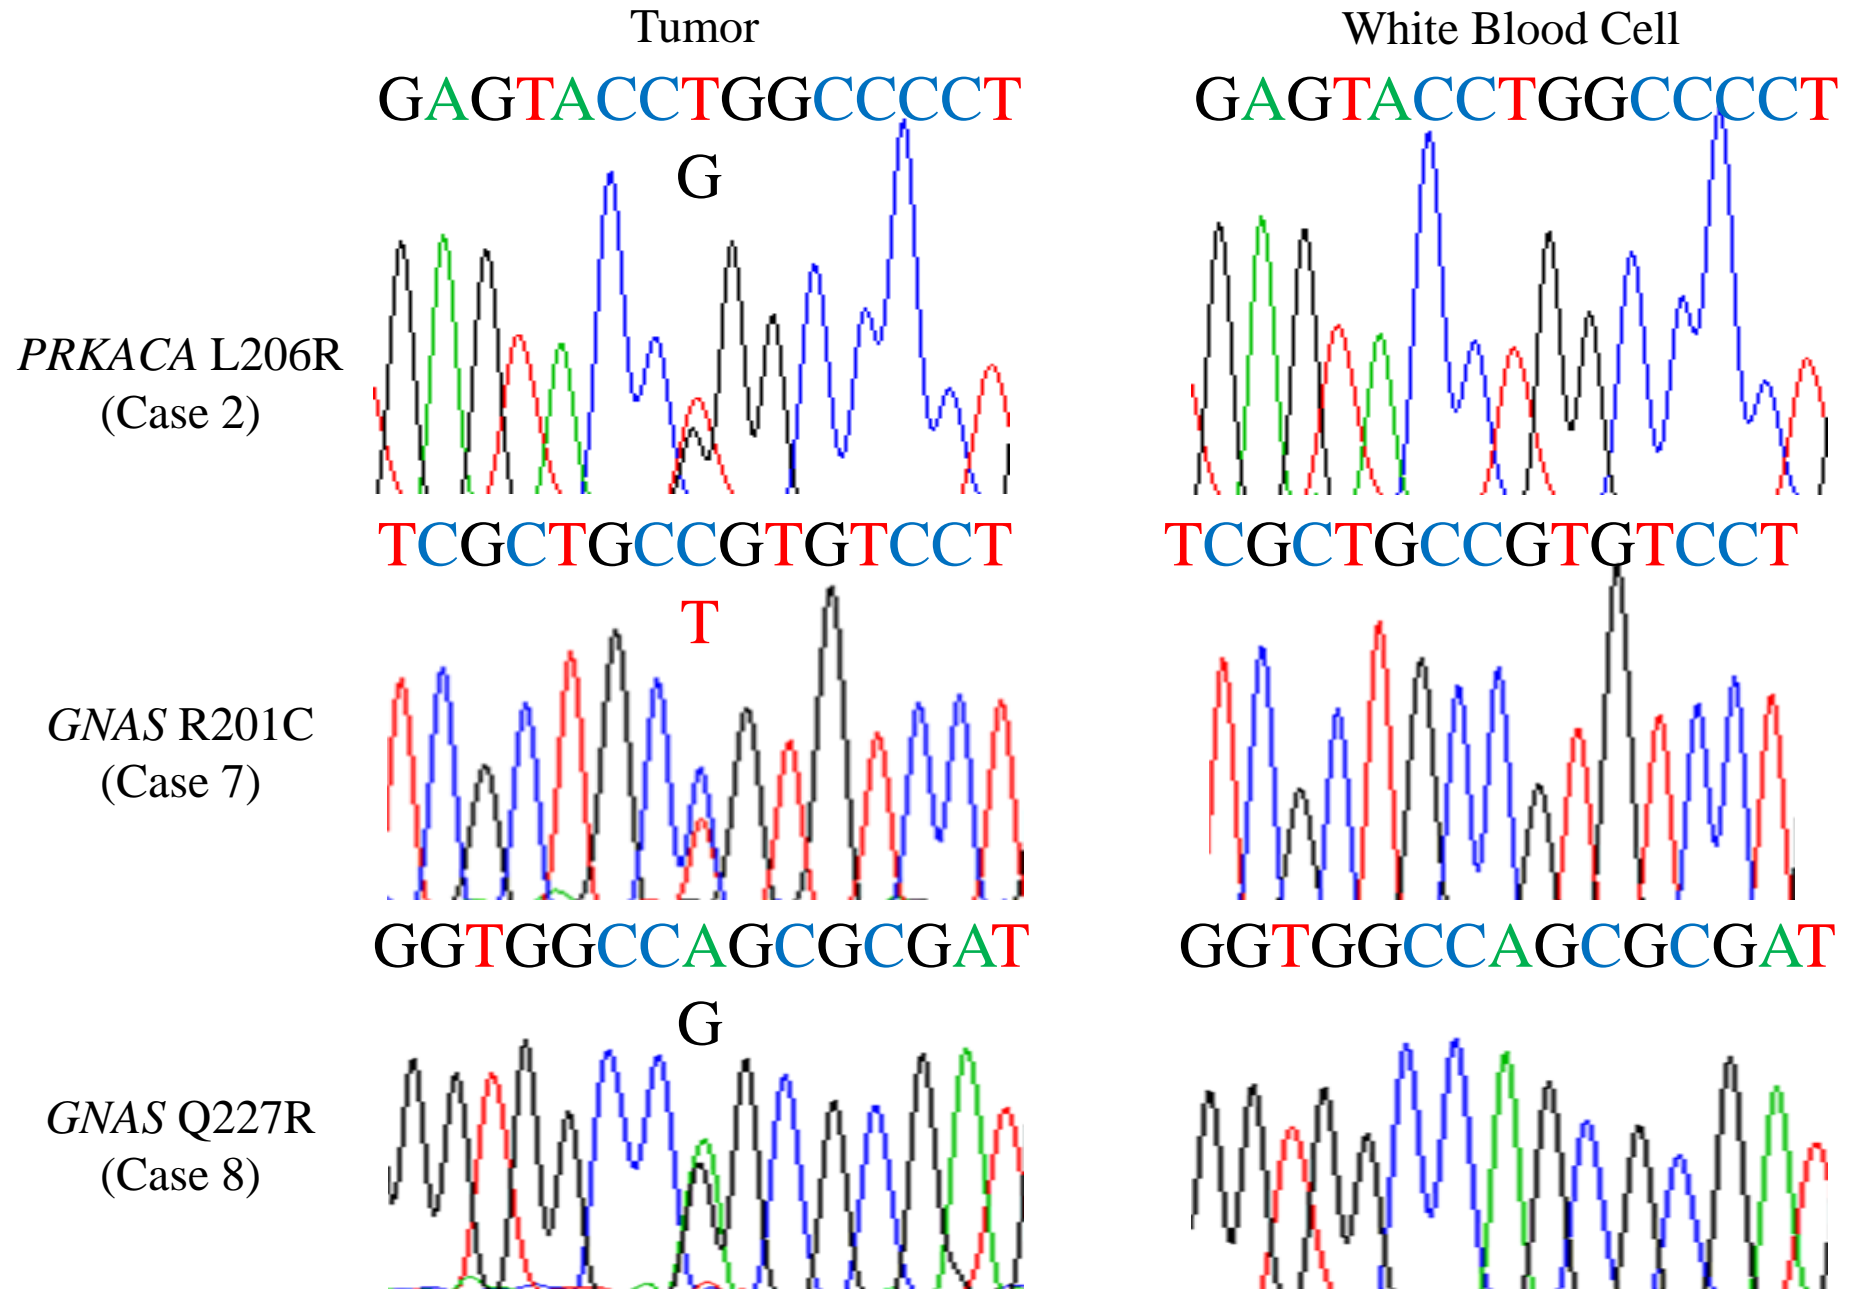 Tumor
White Blood Cell
GAGTACCTGGCCCCT
GAGTACCTGGCCCCT
G
PRKACA L206R
(Case 2)
TCGCTGCCGTGTCCT
TCGCTGCCGTGTCCT
T
GNAS R201C
(Case 7)
GGTGGCCAGCGCGAT
GGTGGCCAGCGCGAT
G
GNAS Q227R
(Case 8)